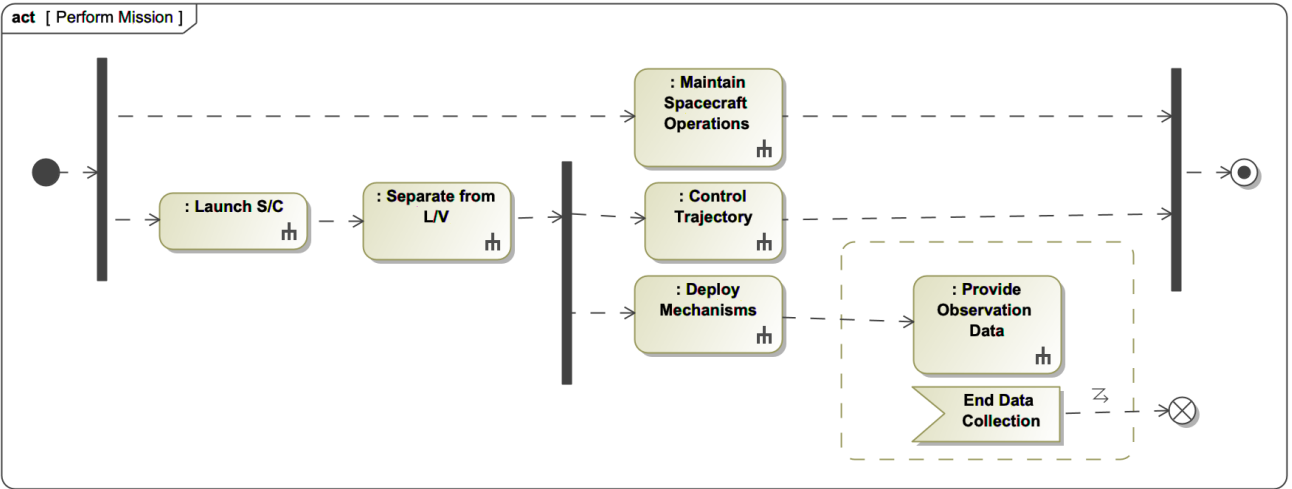 act [ Perform Mission ]
: Maintain
Spacecraft
Operations
: Launch S/C
: Separate from
L/V
: Control
Trajectory
: Deploy
Mechanisms
: Provide
Observation
Data
End Data
Collection